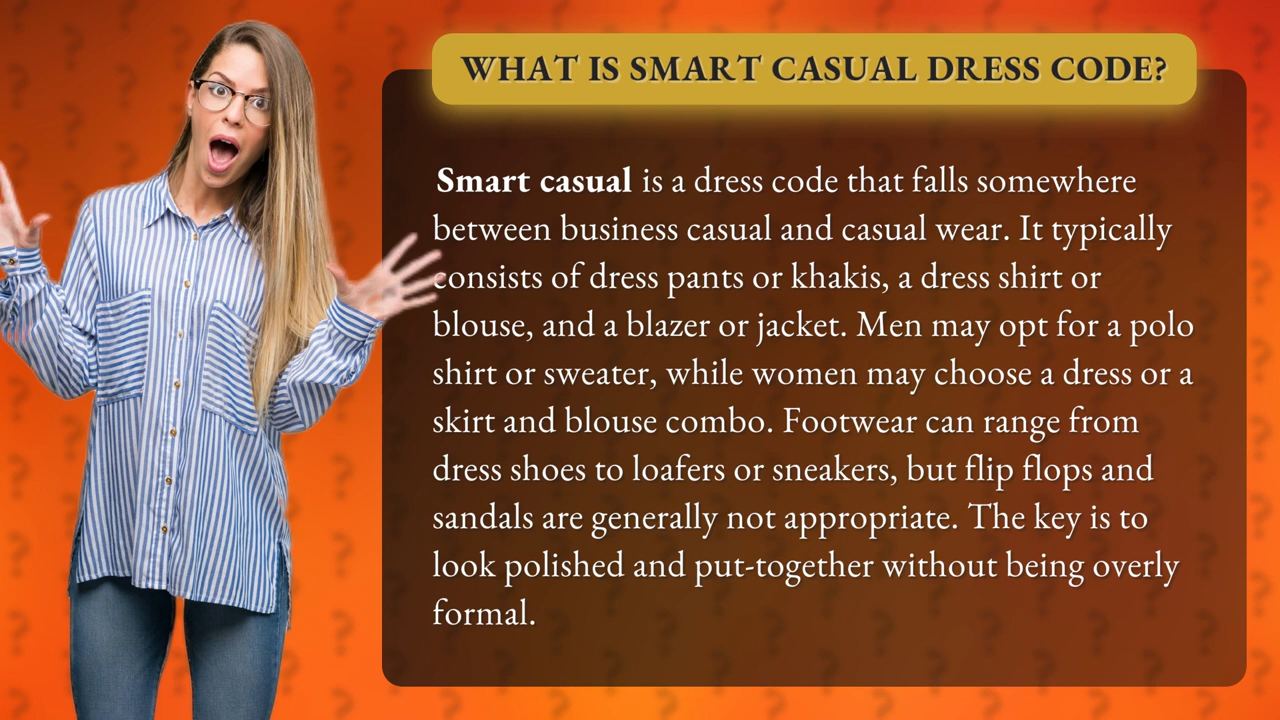 WHAT IS SMART CASUAL DRESS CODE?
Smart casual is a dress code that falls somewhere
between business casual and casual wear. It typically
consists of dress pants or khakis, a dress shirt or
blouse, and a blazer or jacket. Men may opt for a polo
shirt or sweater, while women may choose a dress or a
skirt and blouse combo. Footwear can range from
dress shoes to loafers or sneakers, but flip flops and
sandals are generally not appropriate. The key is to
look polished and put-together without being overly
formal.